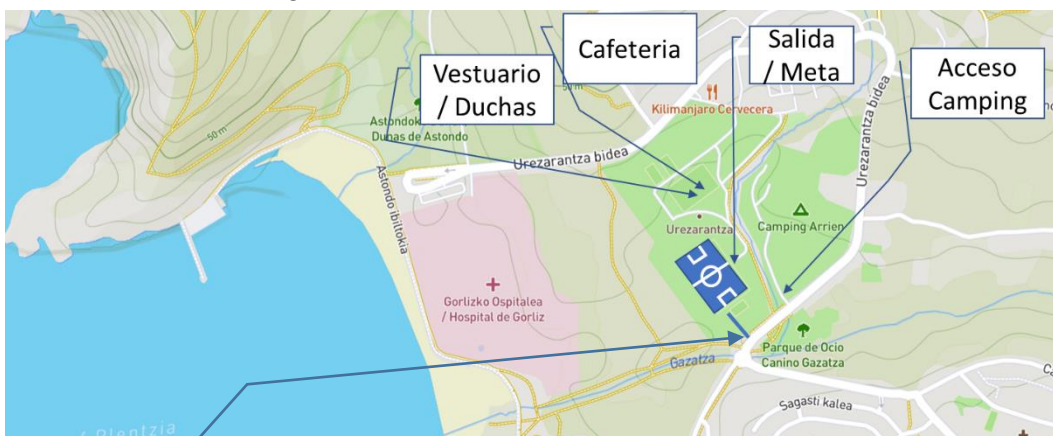 Cafeteria
Salida
/ Meta
Vestuario
/ Duchas
Acceso
Camping
50 m
Kilimanjaro Cervecera
50 m
Dunas de Astondo
Urezarantza bidea
Urezarantza bidea
Astondo ibiltokia
Urezarantza
Camping Arrien
Gorlizko Ospitalea
/ Hospital de Gorliz
Gazatza
Parque de Ocio
Canino Gazatza
Sagasti kalea
Plentzia